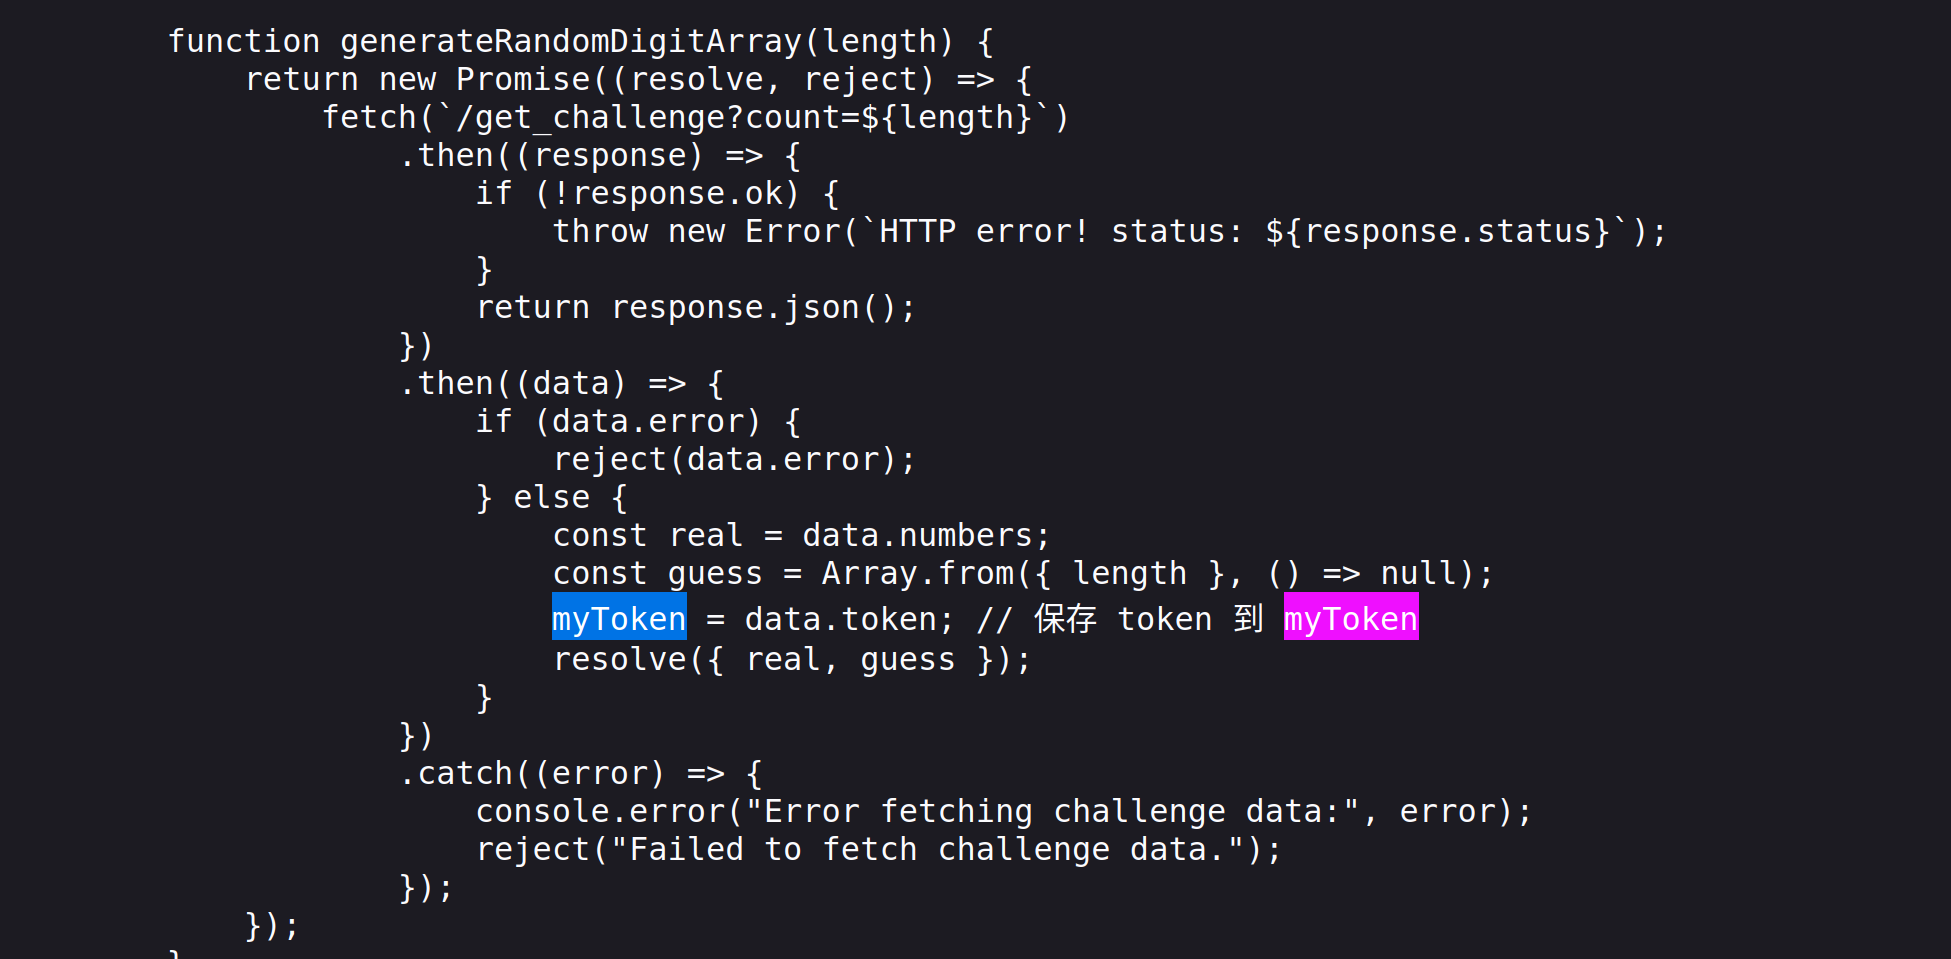 function generateRandomDigitArray(length) {
return new Promise((resolve, reject) => {
fetch(`/get_challenge?count=${length}`)
.then((response) => {
if (!response.ok) {
throw new Error(`HTTP error! status: ${response.status}`);
}
return response.json();
})
.then((data) => {
if (data.error) {
reject(data.error);
} else {
const real = data.numbers;
const guess = Array.from({ length }, () => null);
myToken = data.token; // 保存 token 到 myToken
resolve({ real, guess });
}
})
.catch((error) => {
console.error("Error fetching challenge data:", error);
reject("Failed to fetch challenge data.");
});
});
}